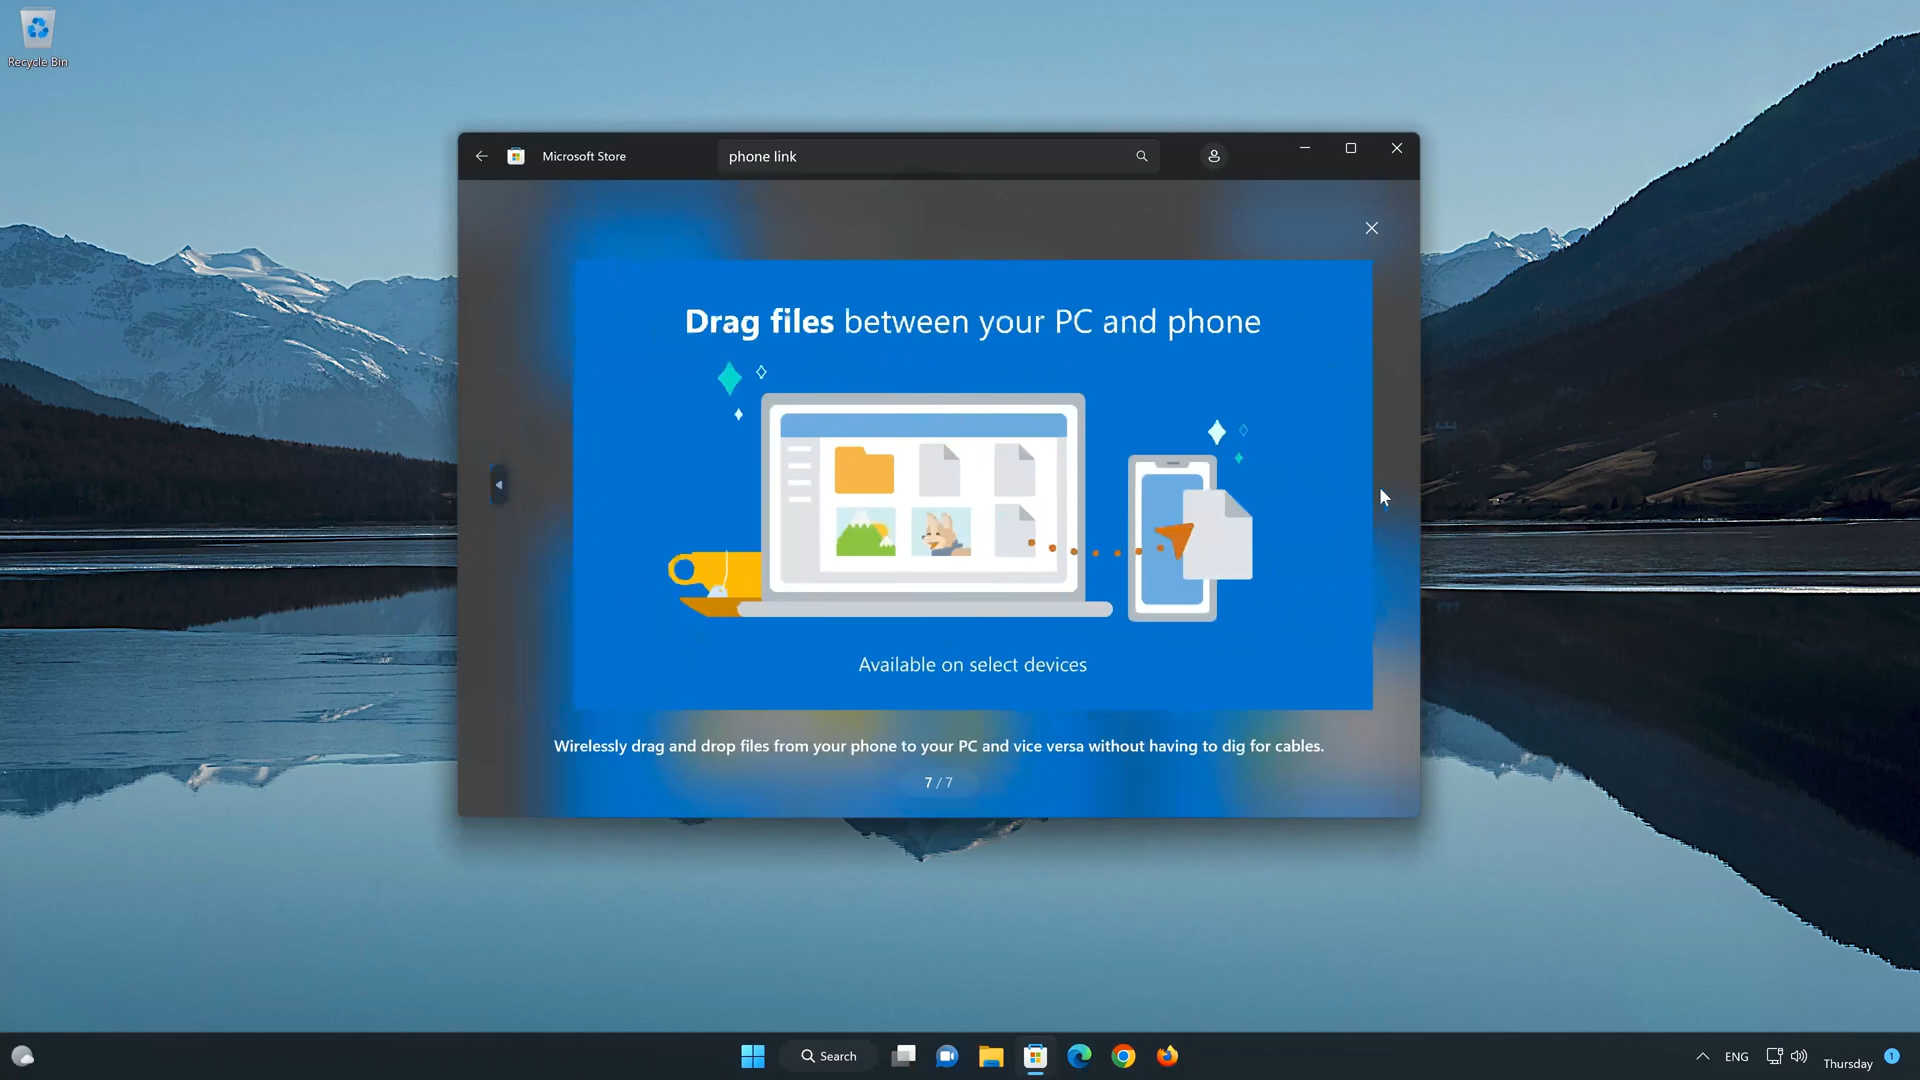 Recycle Bin
Microsoft Store
phone link
Drag files between your PC and phone
Available on select devices
Wirelessly drag and drop files from your phone to your PC and vice versa without having to dig for cables.
7 / 7
Search
ENG
Thursday
1